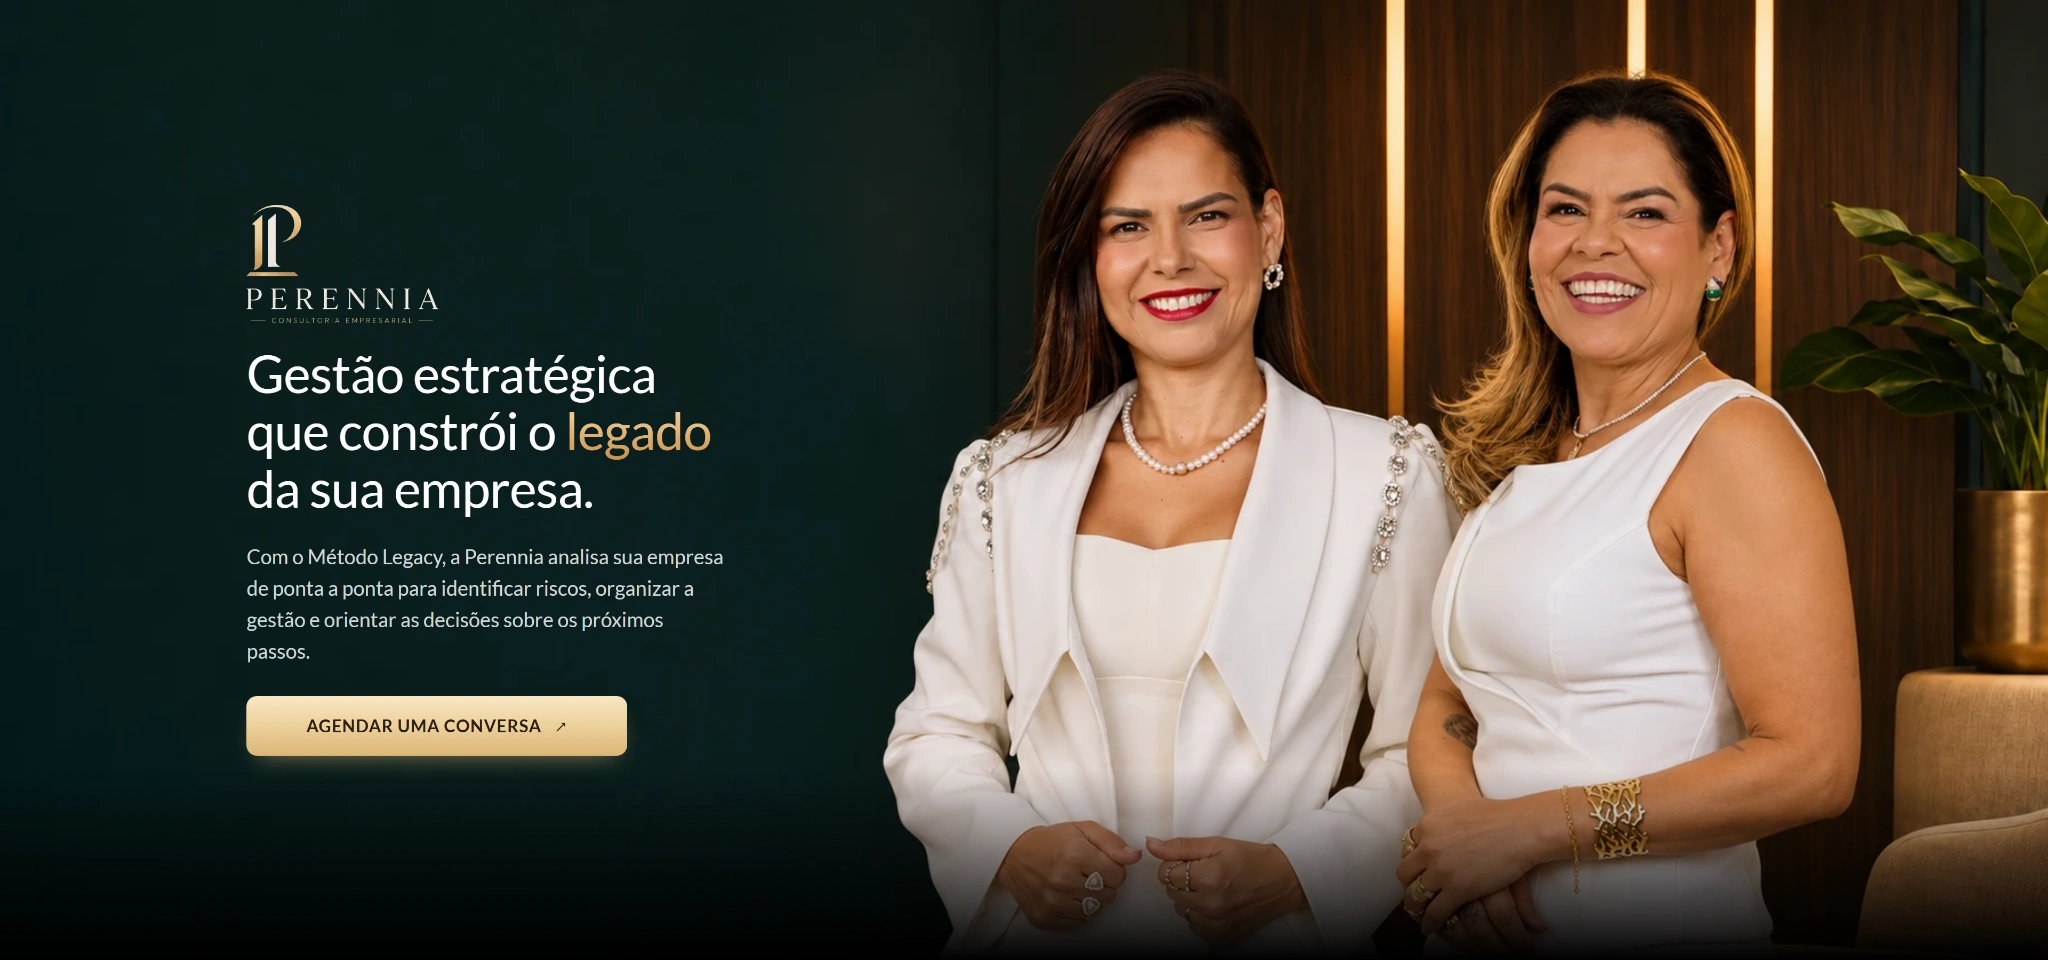 PERENNIA
CONSULTORIA EMPRESARIAL
Gestão estratégica
que constrói o legado
da sua empresa.
Com o Método Legacy, a Perennia analisa sua empresa
de ponta a ponta para identificar riscos, organizar a
gestão e orientar as decisões sobre os próximos
passos.
AGENDAR UMA CONVERSA ↗